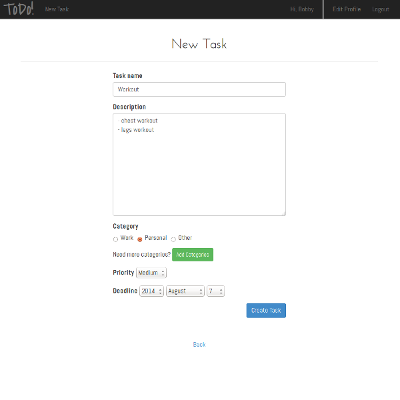 ToDo! New Task Hi, Bobby Edit Profile Logout
New Task
Task name
Workout
Description
- chest workout
- legs workout
Category
Work Personal Other
Need more categories? Add Categories
Priority Medium
Deadline 2014 August 7
Create Task
Back